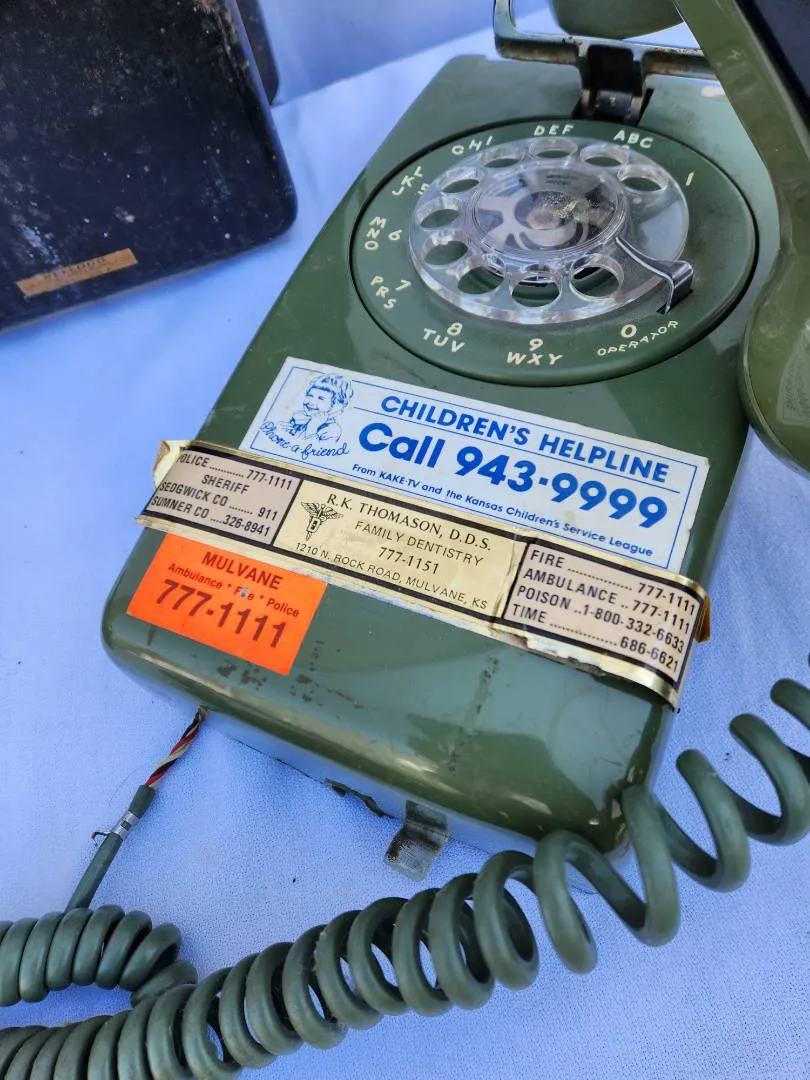 ABC
DEF
GHI
JKL
MNO 6
PRS 7
TUV 8
WXY 9
OPERATOR 0
1
5
CHILDREN'S HELPLINE
Phone a friend
Call 943-9999
From KAKE-TV and the Kansas Children's Service League
POLICE ............ 777-1111
SHERIFF
SEDGWICK CO ...... 911
SUMNER CO ....326-8941
R.K. THOMASON, D.D.S.
FAMILY DENTISTRY
777-1151
1210 N. ROCK ROAD, MULVANE, KS
FIRE .................. 777-1111
AMBULANCE .. 777-1111
POISON ..1-800-332-6633
TIME ................ 686-6621
MULVANE
Ambulance * Fire * Police
777-1111